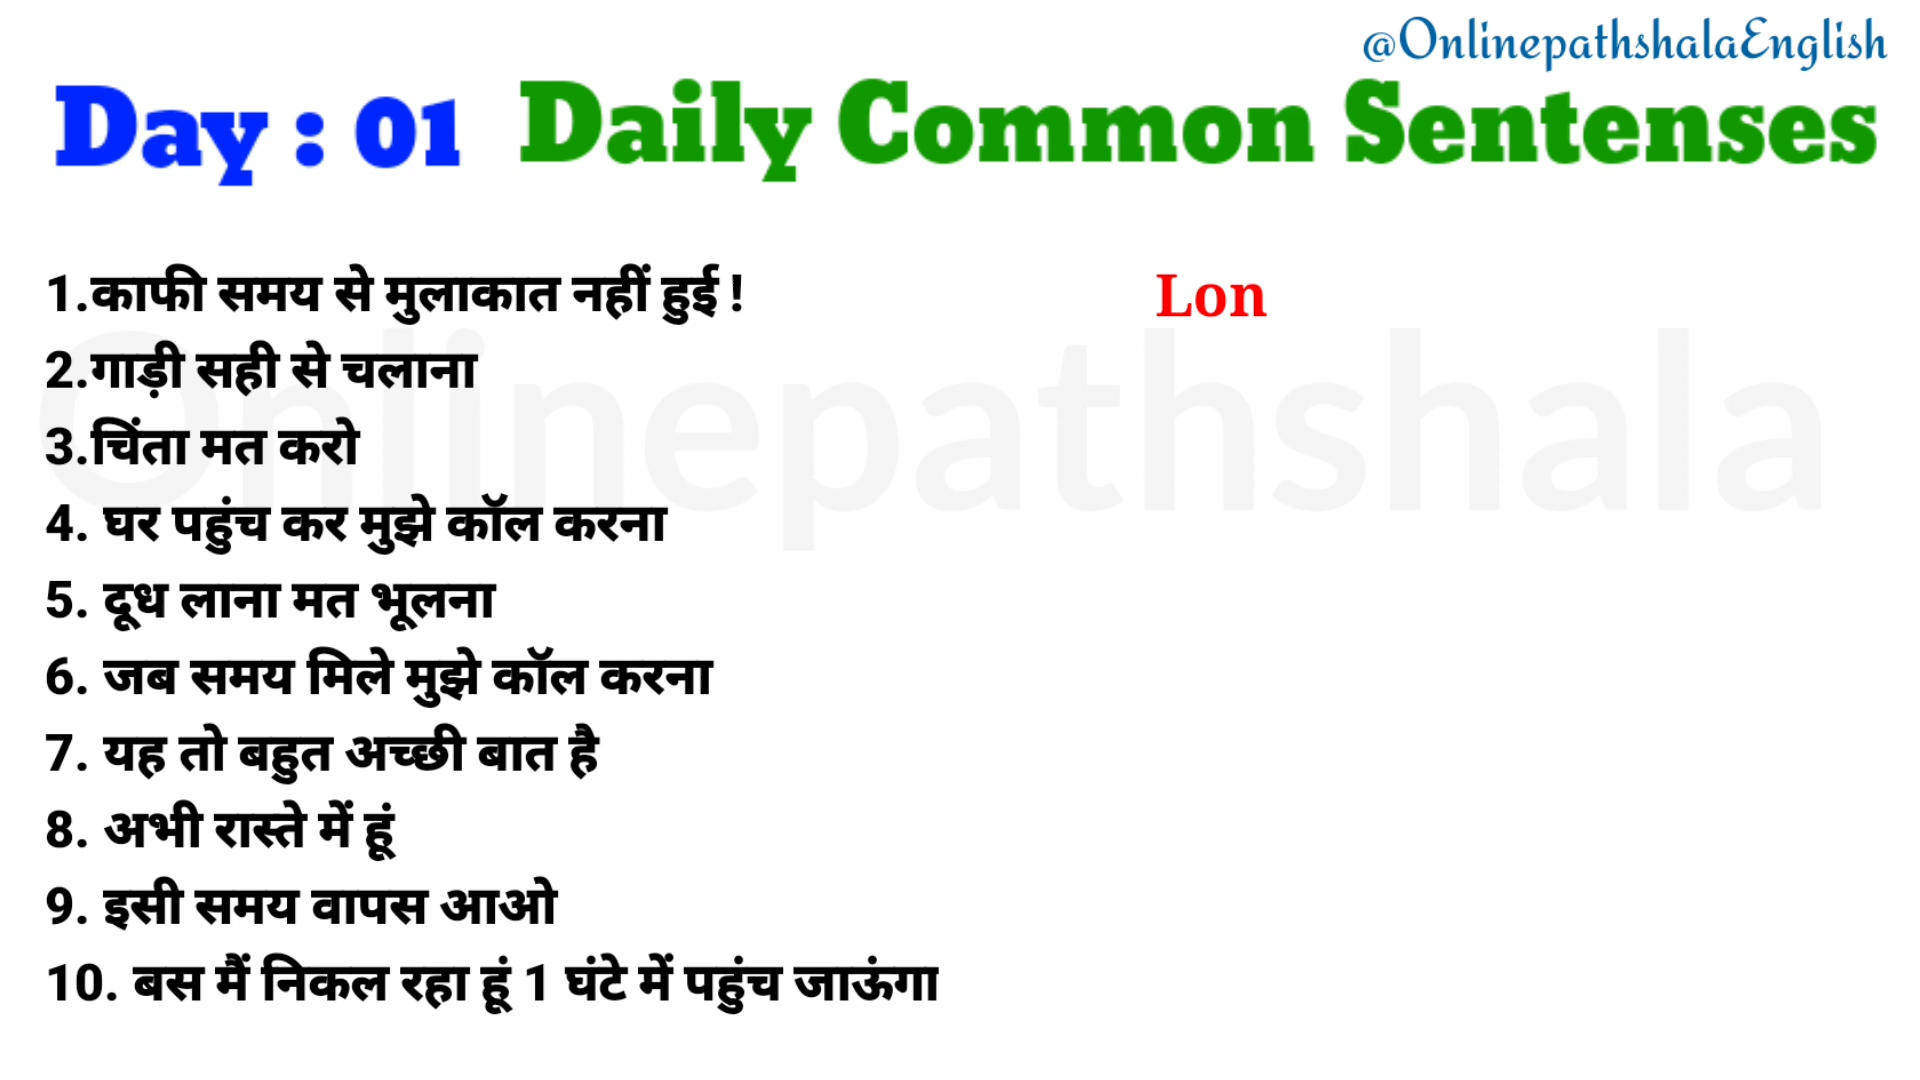 @OnlinepathshalaEnglish
Day : 01 Daily Common Sentenses
1.काफी समय से मुलाकात नहीं हुई ! Lon
2.गाड़ी सही से चलाना
Onlinepathshala
3.चिंता मत करो
4. घर पहुंच कर मुझे कॉल करना
5. दूध लाना मत भूलना
6. जब समय मिले मुझे कॉल करना
7. यह तो बहुत अच्छी बात है
8. अभी रास्ते में हूं
9. इसी समय वापस आओ
10. बस मैं निकल रहा हूं 1 घंटे में पहुंच जाऊंगा